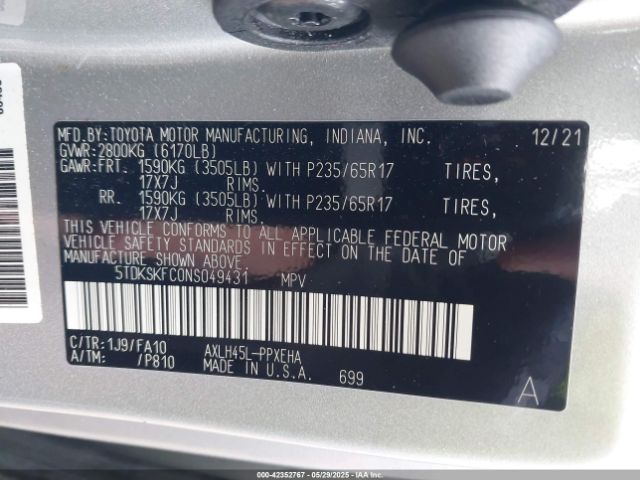 MFD.BY:TOYOTA MOTOR MANUFACTURING, INDIANA, INC. 12/21
GVWR:2800KG (6170LB)
GAWR:FRT. 1590KG (3505LB) WITH P235/65R17 TIRES,
17X7J RIMS.
RR. 1590KG (3505LB) WITH P235/65R17 TIRES,
17X7J RIMS.
THIS VEHICLE CONFORMS TO ALL APPLICABLE FEDERAL MOTOR
VEHICLE SAFETY STANDARDS IN EFFECT ON THE DATE OF
MANUFACTURE SHOWN ABOVE.
5TDKSKFC0NS049431 MPV
C/TR:1J9/FA10 AXLH45L-PPXEHA
A/TM: /P810 MADE IN U.S.A. 699
A
000-42352767 - 05/29/2025 - IAAI.COM